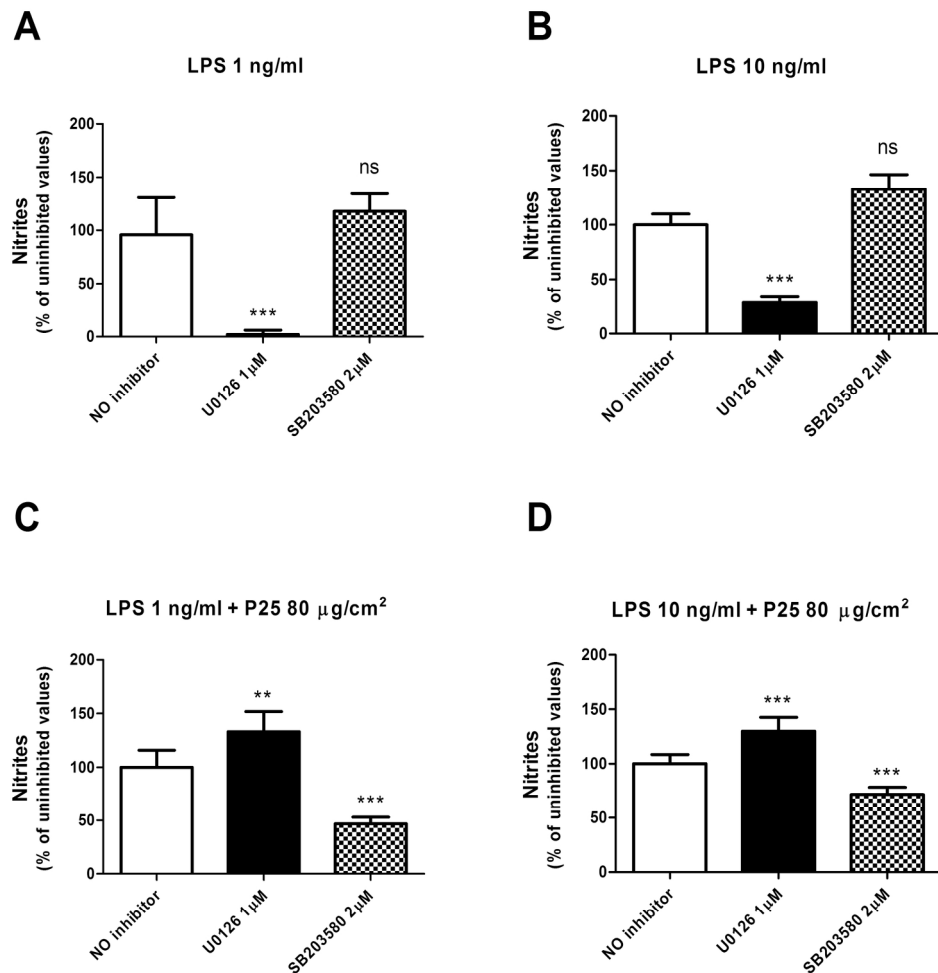 A
LPS 1 ng/ml
Nitrites
(% of uninhibited values)
200
150
100
50
0
***
ns
NO inhibitor
U0126 1μM
SB203580 2μM
B
LPS 10 ng/ml
Nitrites
(% of uninhibited values)
200
150
100
50
0
***
ns
NO inhibitor
U0126 1μM
SB203580 2μM
C
LPS 1 ng/ml + P25 80 μg/cm²
Nitrites
(% of uninhibited values)
200
150
100
50
0
**
***
NO inhibitor
U0126 1μM
SB203580 2μM
D
LPS 10 ng/ml + P25 80 μg/cm²
Nitrites
(% of uninhibited values)
200
150
100
50
0
***
***
NO inhibitor
U0126 1μM
SB203580 2μM